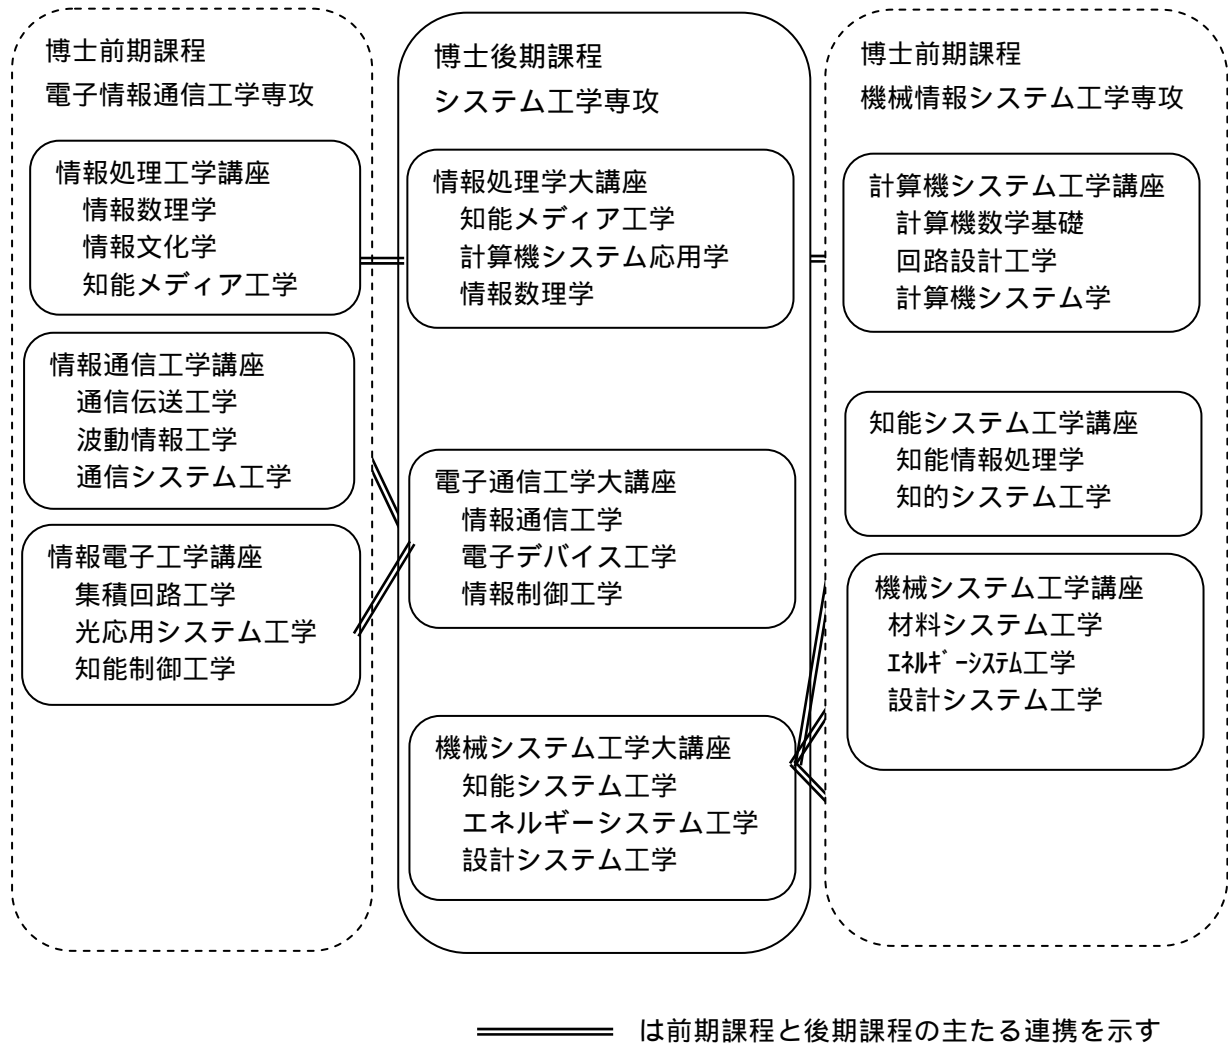 博士前期課程
電子情報通信工学専攻
情報処理工学講座
情報数理学
情報文化学
知能メディア工学
情報通信工学講座
通信伝送工学
波動情報工学
通信システム工学
情報電子工学講座
集積回路工学
光応用システム工学
知能制御工学
博士後期課程
システム工学専攻
情報処理学大講座
知能メディア工学
計算機システム応用学
情報数理学
電子通信工学大講座
情報通信工学
電子デバイス工学
情報制御工学
機械システム工学大講座
知能システム工学
エネルギーシステム工学
設計システム工学
博士前期課程
機械情報システム工学専攻
計算機システム工学講座
計算機数学基礎
回路設計工学
計算機システム学
知能システム工学講座
知能情報処理学
知的システム工学
機械システム工学講座
材料システム工学
ｴﾈﾙｷﾞｰｼｽﾃﾑ工学
設計システム工学
は前期課程と後期課程の主たる連携を示す